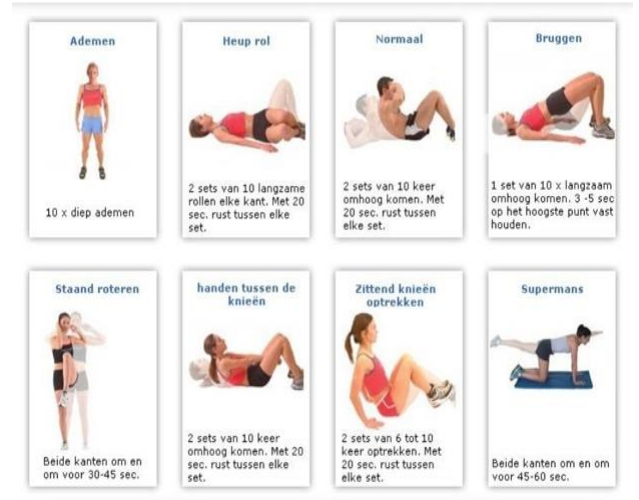 Ademen
10 x diep ademen
Heup rol
2 sets van 10 langzame
rollen elke kant. Met 20
sec. rust tussen elke
set.
Normaal
2 sets van 10 keer
omhoog komen. Met
20 sec. rust tussen
elke set.
Bruggen
1 set van 10 x langzaam
omhoog komen. 3 -5 sec
op het hoogste punt vast
houden.
Staand roteren
Beide kanten om en
om voor 30-45 sec.
handen tussen de
knieën
2 sets van 10 keer
omhoog komen. Met 20
sec. rust tussen elke
set.
Zittend knieën
optrekken
2 sets van 6 tot 10
keer optrekken. Met
20 sec. rust tussen
elke set.
Supermans
Beide kanten om en om
voor 45-60 sec.